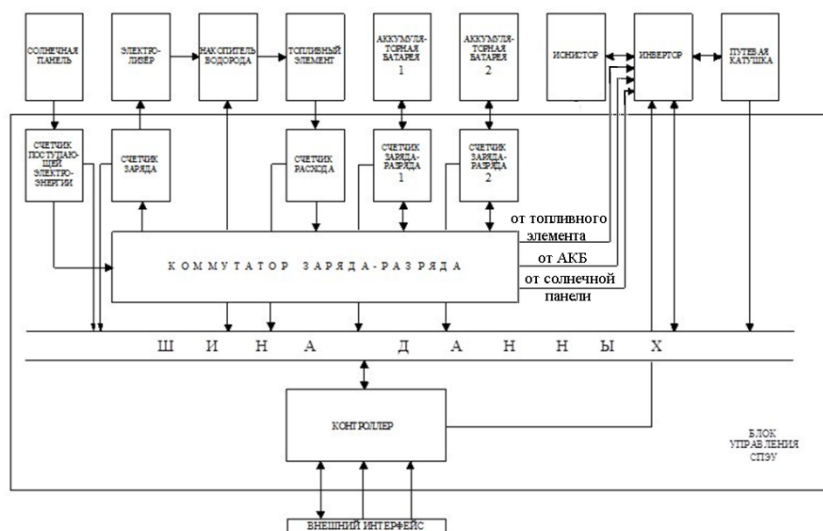 СОЛНЕЧНАЯ
ПАНЕЛЬ
ЭЛЕКТРО-
ЛИЗЕР
НАКОПИТЕЛЬ
ВОДОРОДА
ТОПЛИВНЫЙ
ЭЛЕМЕНТ
АККУМУЛЯ-
ТОРНАЯ
БАТАРЕЯ
1
АККУМУЛЯ-
ТОРНАЯ
БАТАРЕЯ
2
ИОНИСТОР
ИНВЕРТОР
ПУТЕВАЯ
КАТУШКА
СЧЕТЧИК
ПОСТУПАЮ-
ЩЕЙ
ЭЛЕКТРО-
ЭНЕРГИИ
СЧЕТЧИК
ЗАРЯДА
СЧЕТЧИК
РАСХОДА
СЧЕТЧИК
ЗАРЯДА-
РАЗРЯДА
1
СЧЕТЧИК
ЗАРЯДА-
РАЗРЯДА
2
от топливного
элемента
от АКБ
от солнечной
панели
КОММУТАТОР ЗАРЯДА-РАЗРЯДА
ШИНА ДАННЫХ
КОНТРОЛЛЕР
БЛОК
УПРАВЛЕНИЯ
СПЭУ
ВНЕШНИЙ ИНТЕРФЕЙС